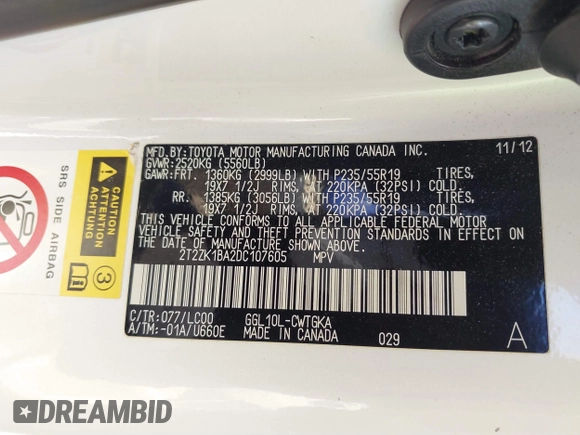 MFD.BY:TOYOTA MOTOR MANUFACTURING CANADA INC. 11/12
GVWR:2520KG (5560LB)
GAWR:FRT. 1360KG (2999LB) WITH P235/55R19 TIRES,
19X7 1/2J RIMS, AT 220KPA (32PSI) COLD.
RR. 1385KG (3056LB) WITH P235/55R19 TIRES,
19X7 1/2J RIMS, AT 220KPA (32PSI) COLD.
THIS VEHICLE CONFORMS TO ALL APPLICABLE FEDERAL MOTOR
VEHICLE SAFETY AND THEFT PREVENTION STANDARDS IN EFFECT ON
THE DATE OF MANUFACTURE SHOWN ABOVE.
2T2ZK1BA2DC107605 MPV
C/TR:077/LC00 GGL10L-CWTGKA
A/TM:-01A/U660E MADE IN CANADA 029 A
SRS SIDE AIRBAG
ATTENTION
ACHTUNG
3
DREAMBID